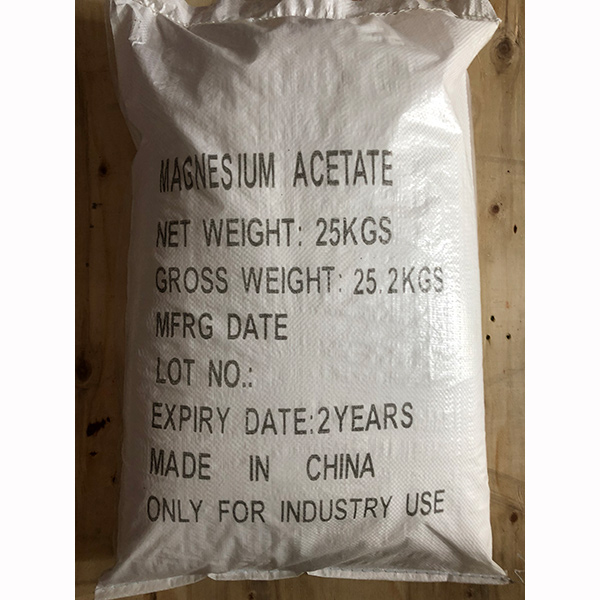 MAGNESIUM ACETATE
NET WEIGHT: 25KGS
GROSS WEIGHT: 25.2KGS
MFRG DATE
LOT NO.:
EXPIRY DATE:2YEARS
MADE IN CHINA
ONLY FOR INDUSTRY USE